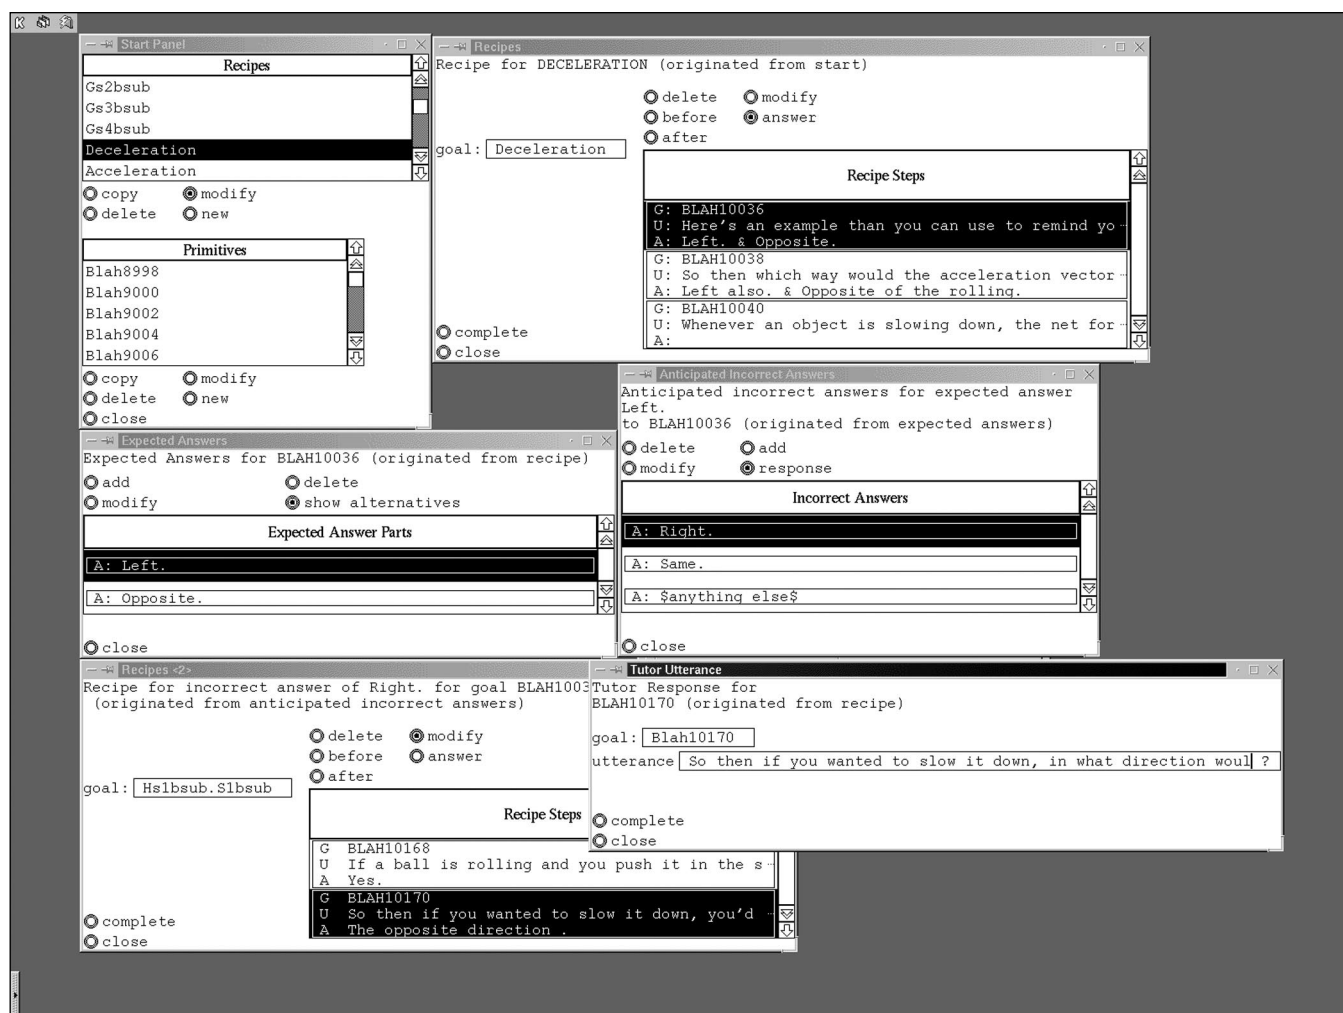 Start Panel
Recipes
Gs2bsub
Gs3bsub
Gs4bsub
Deceleration
Acceleration
copy modify
delete new
Primitives
Blah8998
Blah9000
Blah9002
Blah9004
Blah9006
copy modify
delete new
close
Recipes
Recipe for DECELERATION (originated from start)
delete modify
before answer
after
goal: Deceleration
Recipe Steps
G: BLAH10036
U: Here's an example than you can use to remind yo
A: Left. & Opposite.
G: BLAH10038
U: So then which way would the acceleration vector
A: Left also. & Opposite of the rolling.
G: BLAH10040
U: Whenever an object is slowing down, the net for
A:
complete
close
Expected Answers
Expected Answers for BLAH10036 (originated from recipe)
add delete
modify show alternatives
Expected Answer Parts
A: Left.
A: Opposite.
close
Anticipated Incorrect Answers
Anticipated incorrect answers for expected answer
Left.
to BLAH10036 (originated from expected answers)
delete add
modify response
Incorrect Answers
A: Right.
A: Same.
A: $anything else$
close
Recipes <2>
Recipe for incorrect answer of Right. for goal BLAH1003
(originated from anticipated incorrect answers)
delete modify
before answer
after
goal: Hs1bsub.S1bsub
Recipe Steps
G BLAH10168
U If a ball is rolling and you push it in the s
A Yes.
G BLAH10170
U So then if you wanted to slow it down, you'd
A The opposite direction .
complete
close
Tutor Utterance
Tutor Response for
BLAH10170 (originated from recipe)
goal: Blah10170
utterance So then if you wanted to slow it down, in what direction woul ?
complete
close